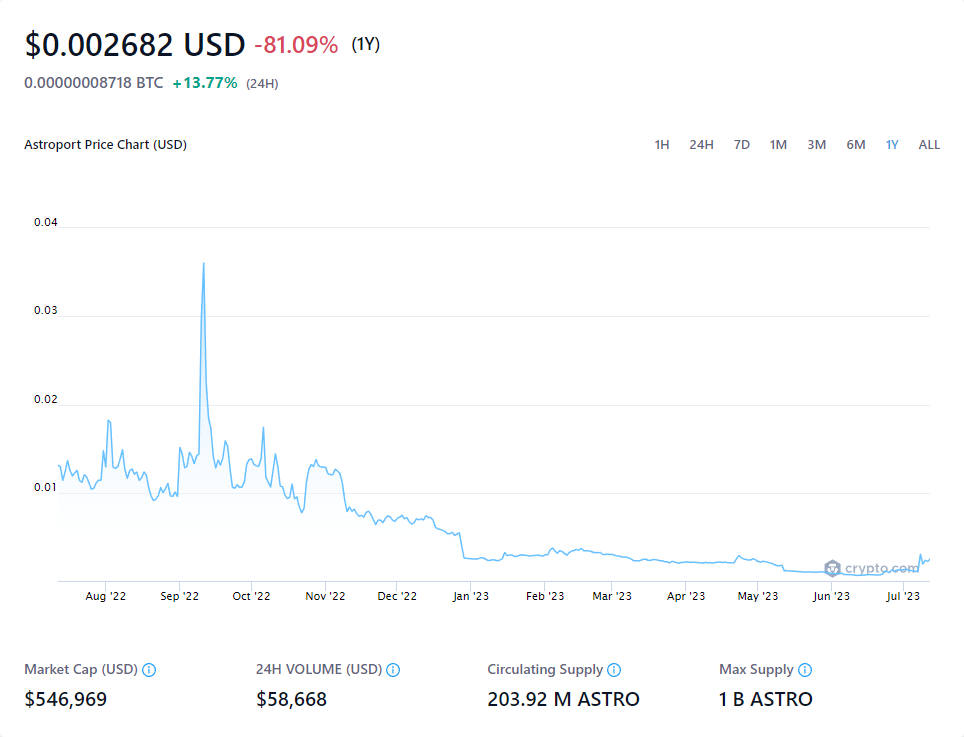 $0.002682 USD -81.09% (1Y)
0.00000008718 BTC +13.77% (24H)
Astroport Price Chart (USD) 1H 24H 7D 1M 3M 6M 1Y ALL
0.04
0.03
0.02
0.01
crypto.com
Aug '22 Sep '22 Oct '22 Nov '22 Dec '22 Jan '23 Feb '23 Mar '23 Apr '23 May '23 Jun '23 Jul '23
Market Cap (USD) 24H VOLUME (USD) Circulating Supply Max Supply
$546,969 $58,668 203.92 M ASTRO 1 B ASTRO